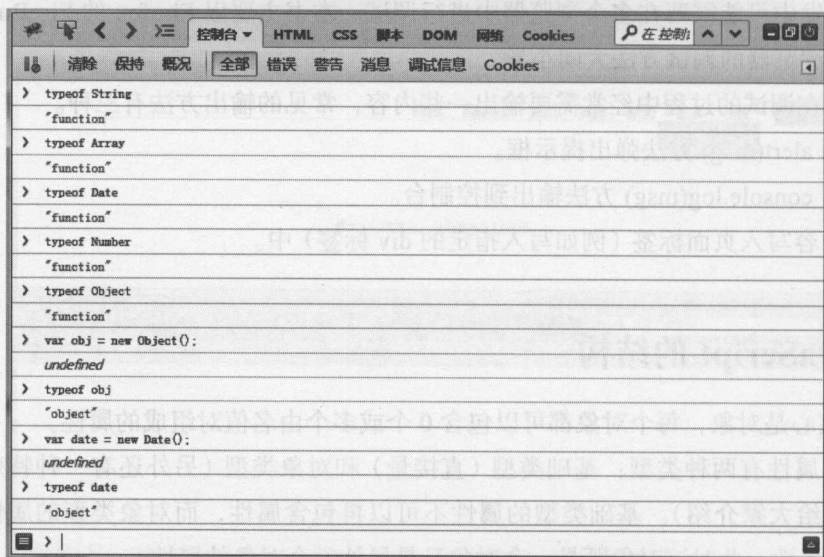 控制台 HTML CSS 脚本 DOM 网络 Cookies 在 控制
清除 保持 概况 全部 错误 警告 消息 调试信息 Cookies
> typeof String
"function"
> typeof Array
"function"
> typeof Date
"function"
> typeof Number
"function"
> typeof Object
"function"
> var obj = new Object();
undefined
> typeof obj
"object"
> var date = new Date();
undefined
> typeof date
"object"
>